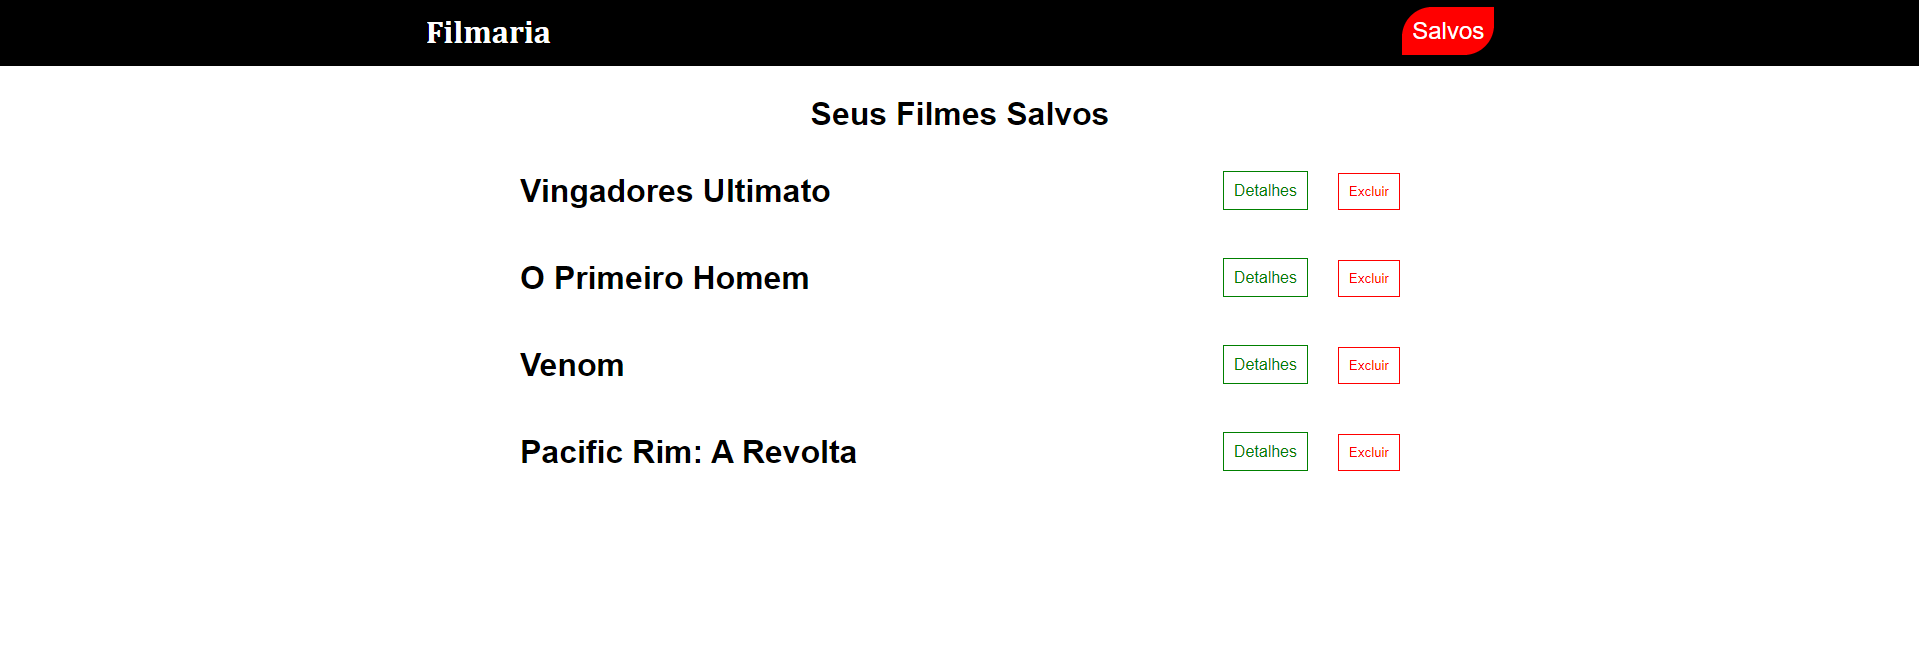 Filmaria Salvos
Seus Filmes Salvos
Vingadores Ultimato Detalhes Excluir
O Primeiro Homem Detalhes Excluir
Venom Detalhes Excluir
Pacific Rim: A Revolta Detalhes Excluir